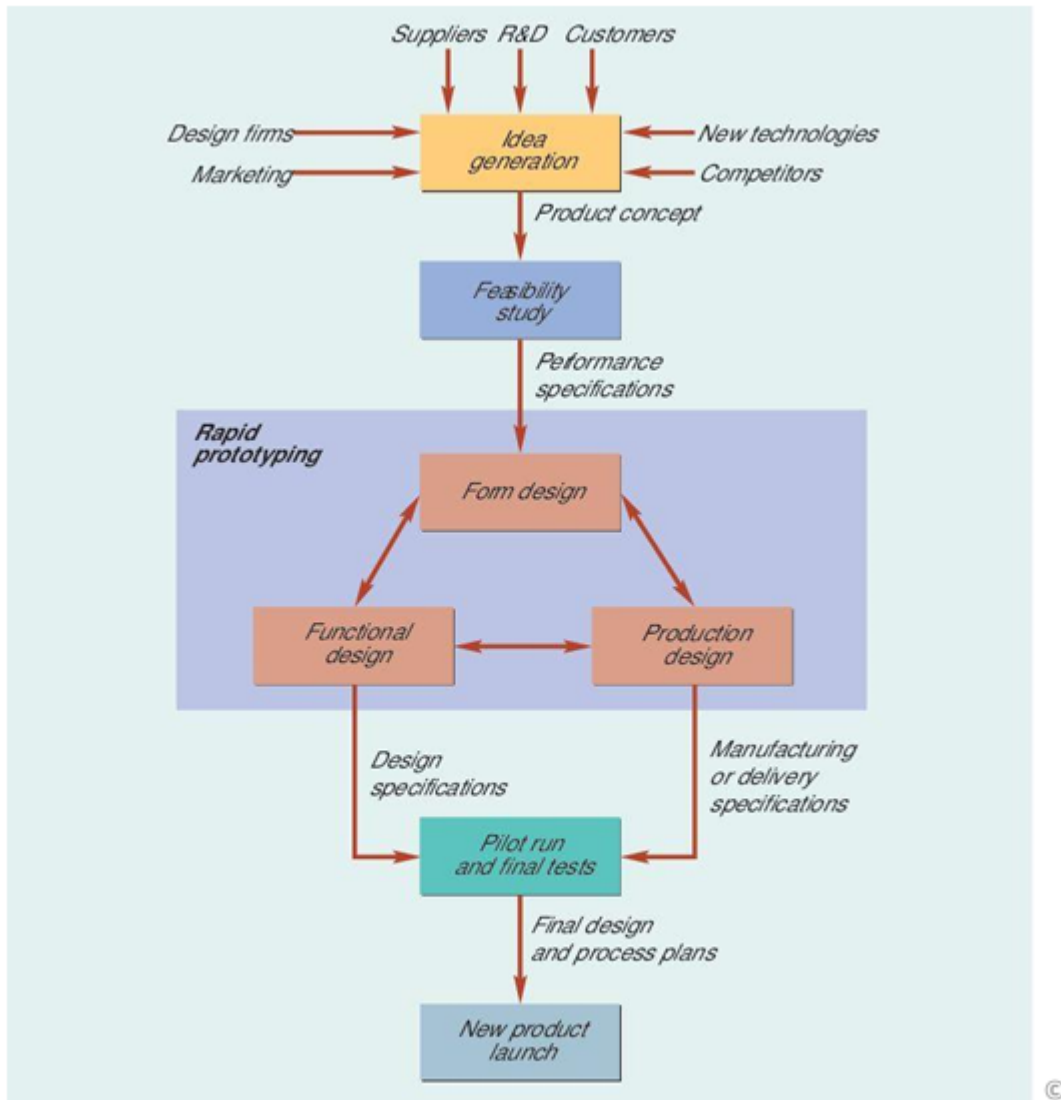 Suppliers R&D Customers
Design firms
New technologies
Idea
generation
Marketing
Competitors
Product concept
Feasibility
study
Performance
specifications
Rapid
prototyping
Form design
Functional
design
Production
design
Design
specifications
Manufacturing
or delivery
specifications
Pilot run
and final tests
Final design
and process plans
New product
launch
©